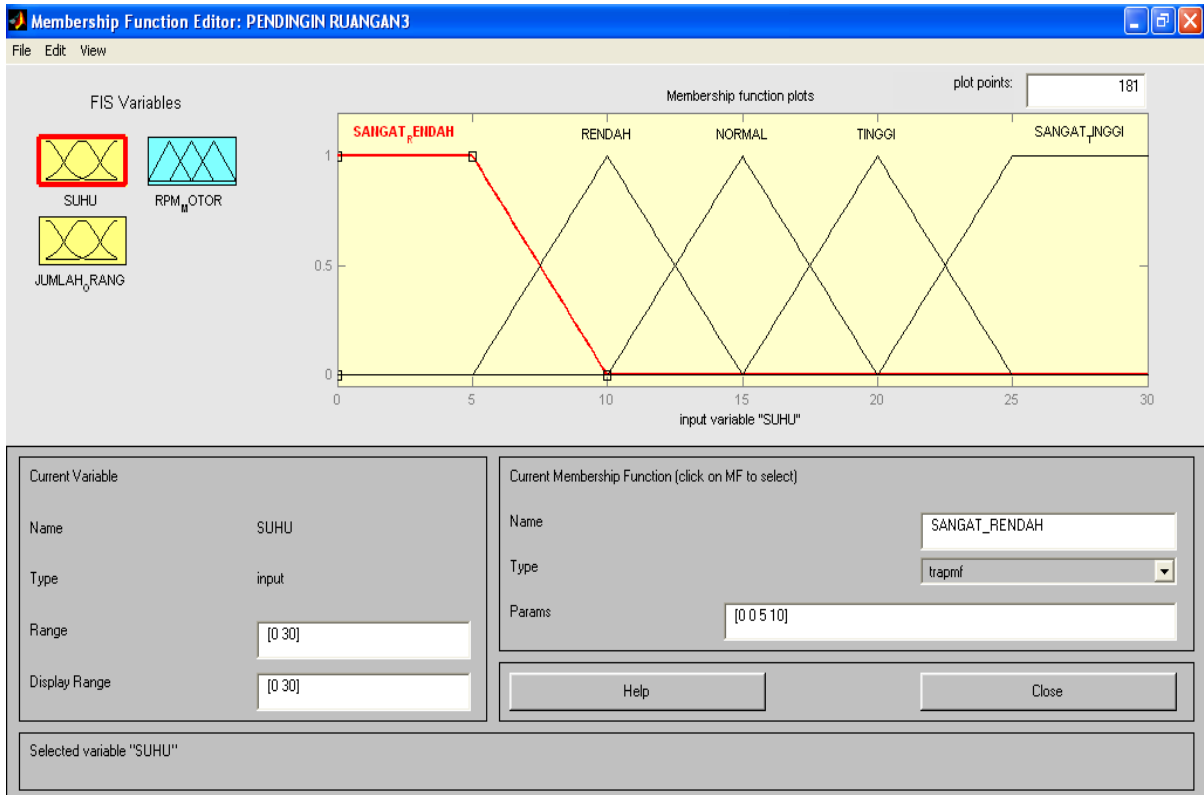 Membership Function Editor: PENDINGIN RUANGAN3
File Edit View
FIS Variables
SUHU
RPM_MOTOR
JUMLAH_ORANG
Membership function plots
plot points:
181
SANGAT_RENDAH RENDAH NORMAL TINGGI SANGAT_TINGGI
1
0.5
0
0 5 10 15 20 25 30
input variable "SUHU"
Current Variable
Name SUHU
Type input
Range [0 30]
Display Range [0 30]
Current Membership Function (click on MF to select)
Name SANGAT_RENDAH
Type trapmf
Params [0 0 5 10]
Help Close
Selected variable "SUHU"